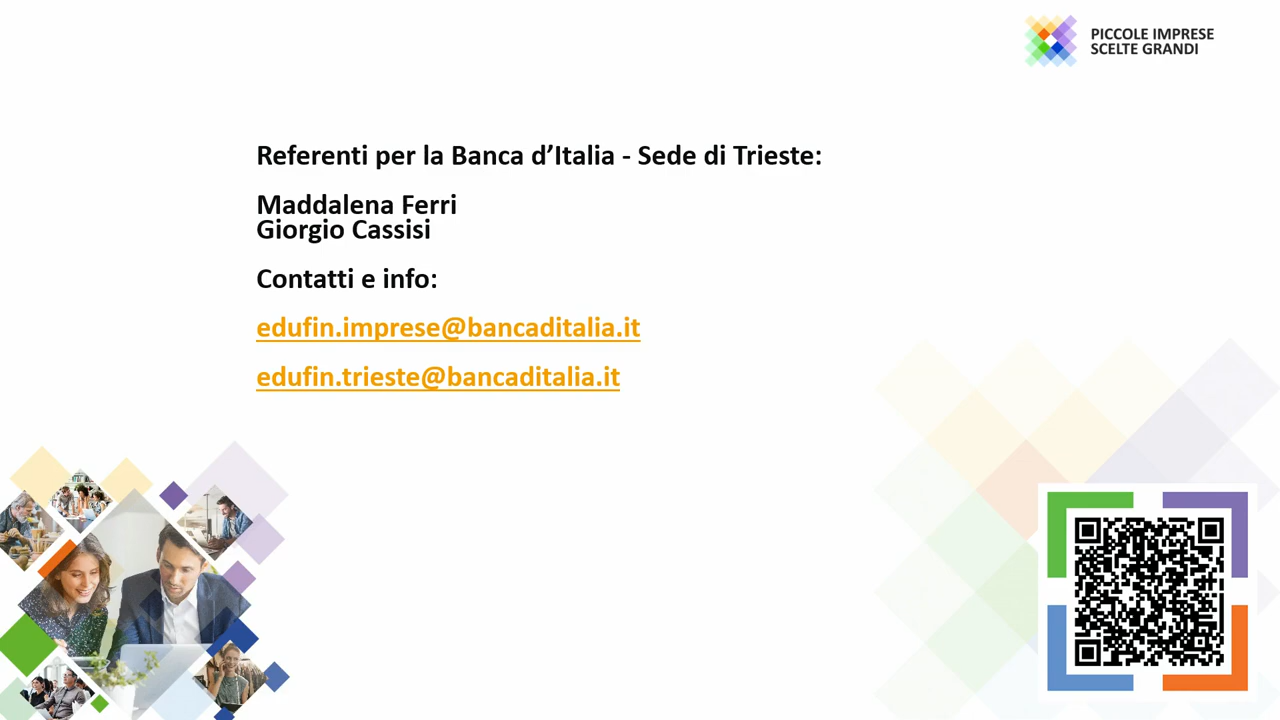 PICCOLE IMPRESE
SCELTE GRANDI
Referenti per la Banca d’Italia - Sede di Trieste:
Maddalena Ferri
Giorgio Cassisi
Contatti e info:
edufin.imprese@bancaditalia.it
edufin.trieste@bancaditalia.it